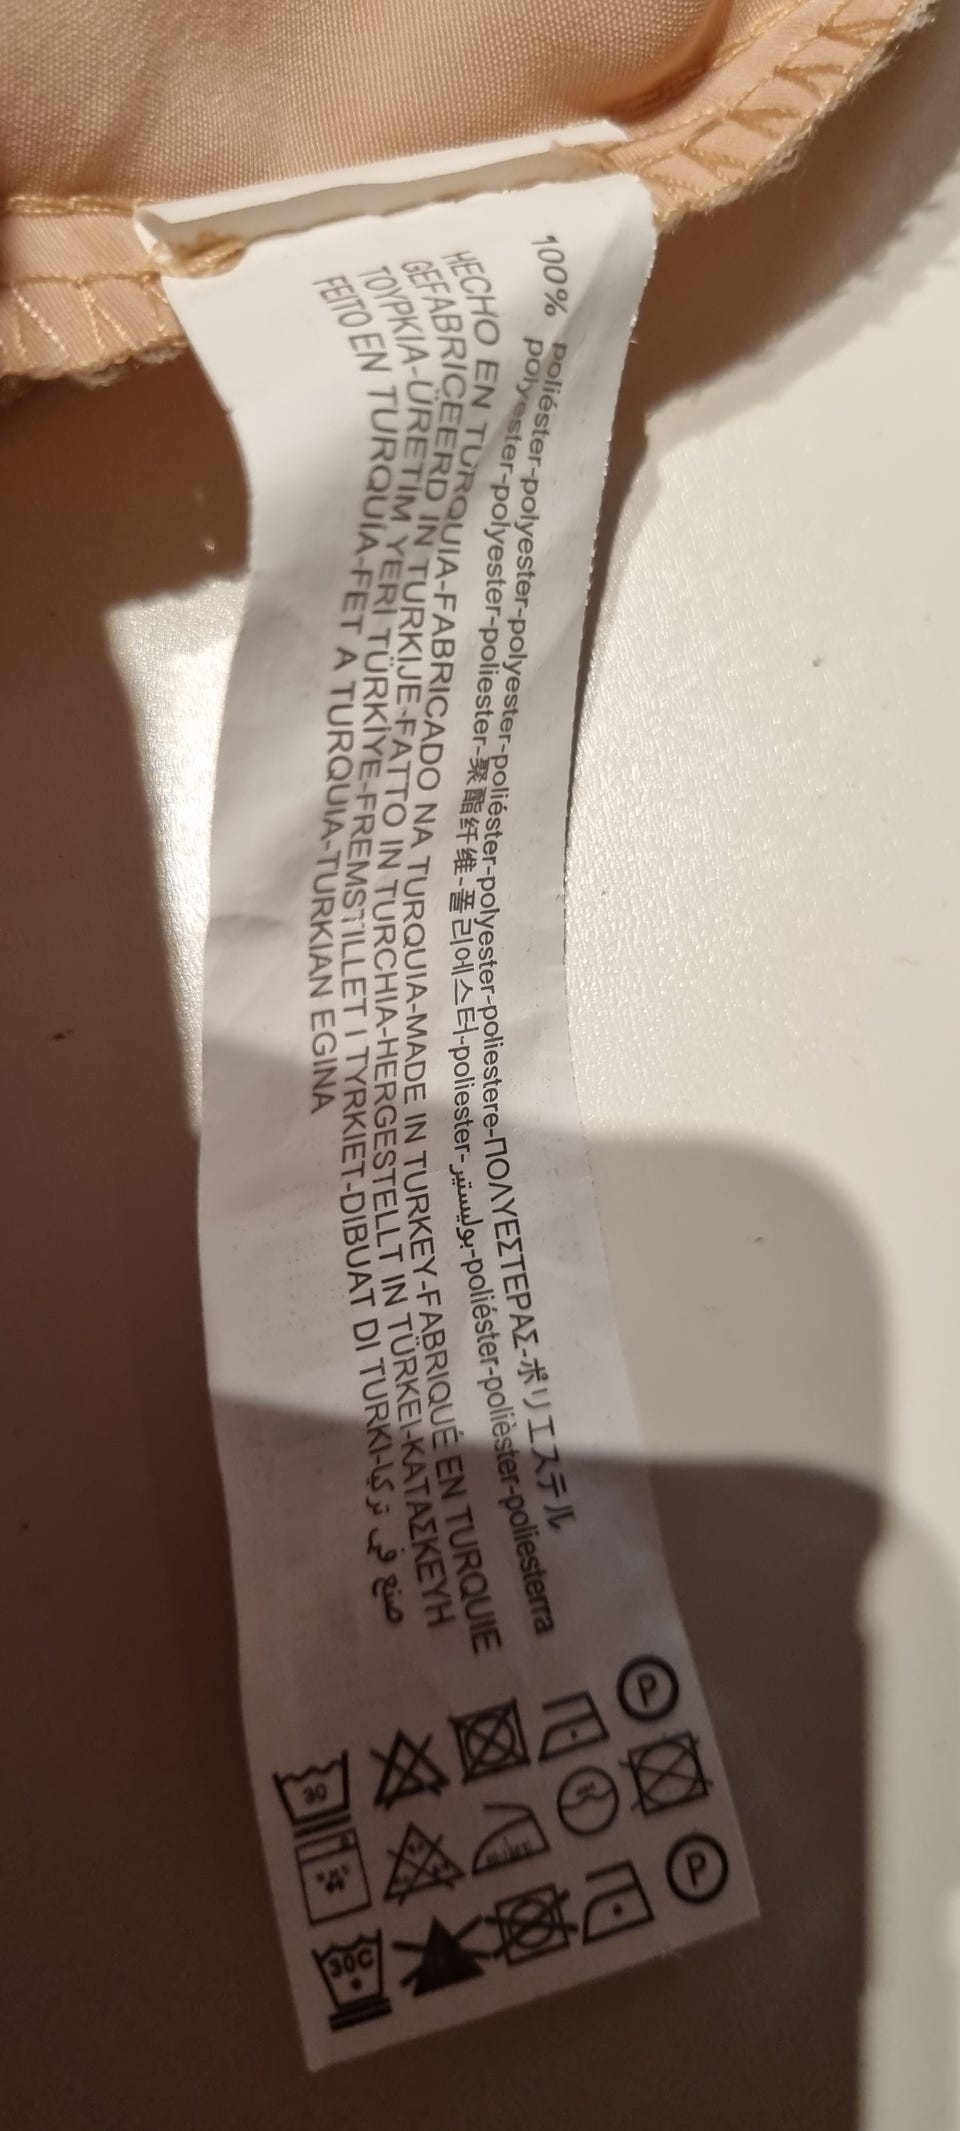 100% poliéster-polyester-polyester-poliéster-polyester-poliestere-ΠΟΛΥΕΣΤΕΡΑΣ-ポリエステル
polyester-polyester-poliester-聚酯纤维-폴리에스터-poliester-بوليستير-poliéster-polièster-poliesterra
HECHO EN TURQUIA-FABRICADO NA TURQUIA-MADE IN TURKEY-FABRIQUÉ EN TURQUIE
GEFABRICEERD IN TURKIJE-FATTO IN TURCHIA-HERGESTELLT IN TÜRKEI-ΚΑΤΑΣΚΕΥΗ
ΤΟΥΡΚΙΑ-ÜRETİM YERİ TÜRKİYE-FREMSTILLET I TYRKIET-DIBUAT DI TURKI-صنع في تركيا
FEITO EN TURQUÍA-FET A TURQUIA-TURKIAN EGINA
P
30
P
30C